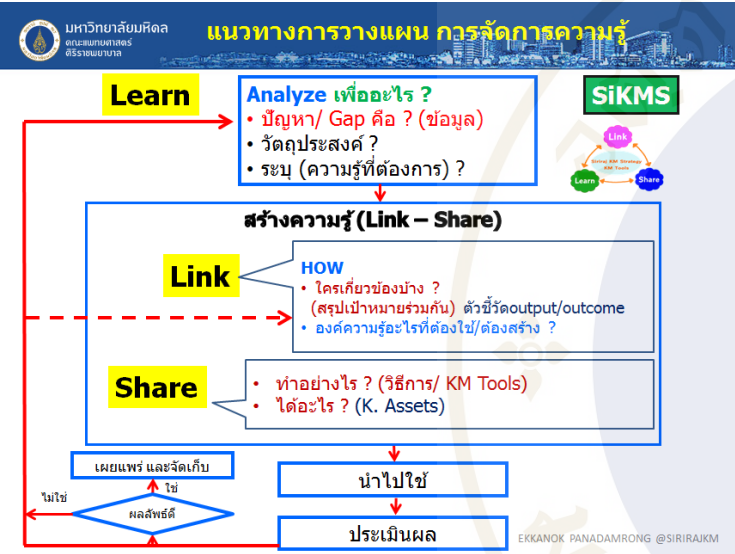 มหาวิทยาลัยมหิดล
คณะแพทยศาสตร์
ศิริราชพยาบาล
แนวทางการวางแผน การจัดการความรู้
Learn
Analyze เพื่ออะไร ?
• ปัญหา/ Gap คือ ? (ข้อมูล)
• วัตถุประสงค์ ?
• ระบุ (ความรู้ที่ต้องการ) ?
SiKMS
Link
Siriraj KM Strategy
KM Tools
Learn
Share
สร้างความรู้ (Link – Share)
Link
HOW
• ใครเกี่ยวข้องบ้าง ?
(สรุปเป้าหมายร่วมกัน) ตัวชี้วัดoutput/outcome
• องค์ความรู้อะไรที่ต้องใช้/ต้องสร้าง ?
Share
• ทำอย่างไร ? (วิธีการ/ KM Tools)
• ได้อะไร ? (K. Assets)
เผยแพร่ และจัดเก็บ
นำไปใช้
ไม่ใช่
ใช่
ผลลัพธ์ดี
ประเมินผล
EKKANOK PANADAMRONG @SIRIRAJKM